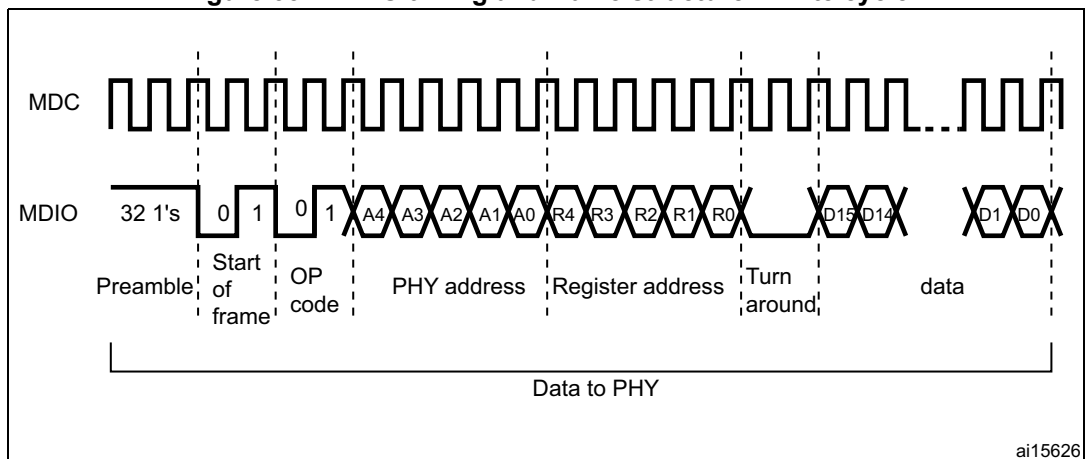 MDC
MDIO 32 1's 0 1 0 1 A4 A3 A2 A1 A0 R4 R3 R2 R1 R0 D15 D14 D1 D0
Preamble
Start
of
frame
OP
code
PHY address
Register address
Turn
around
data
Data to PHY
ai15626